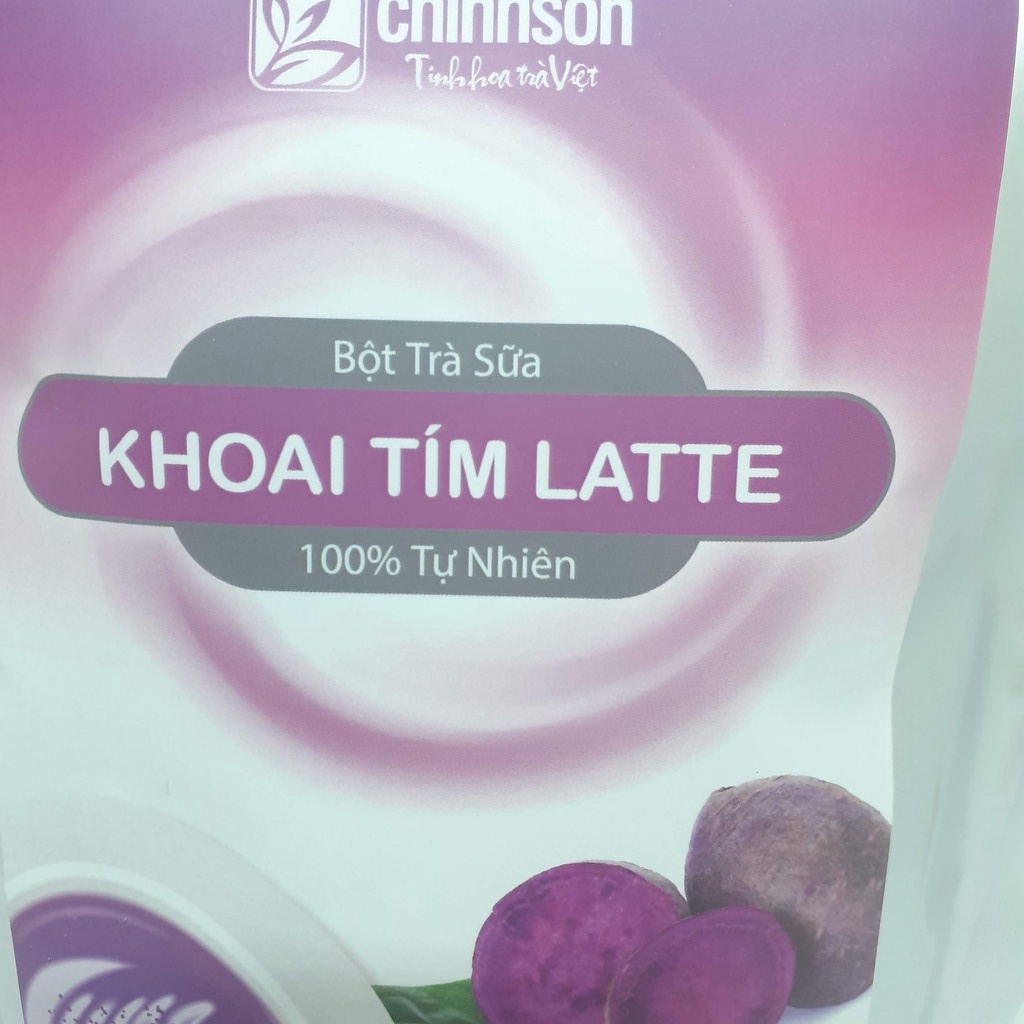 chinhson
Tinh hoa trà Việt
Bột Trà Sữa
KHOAI TÍM LATTE
100% Tự Nhiên